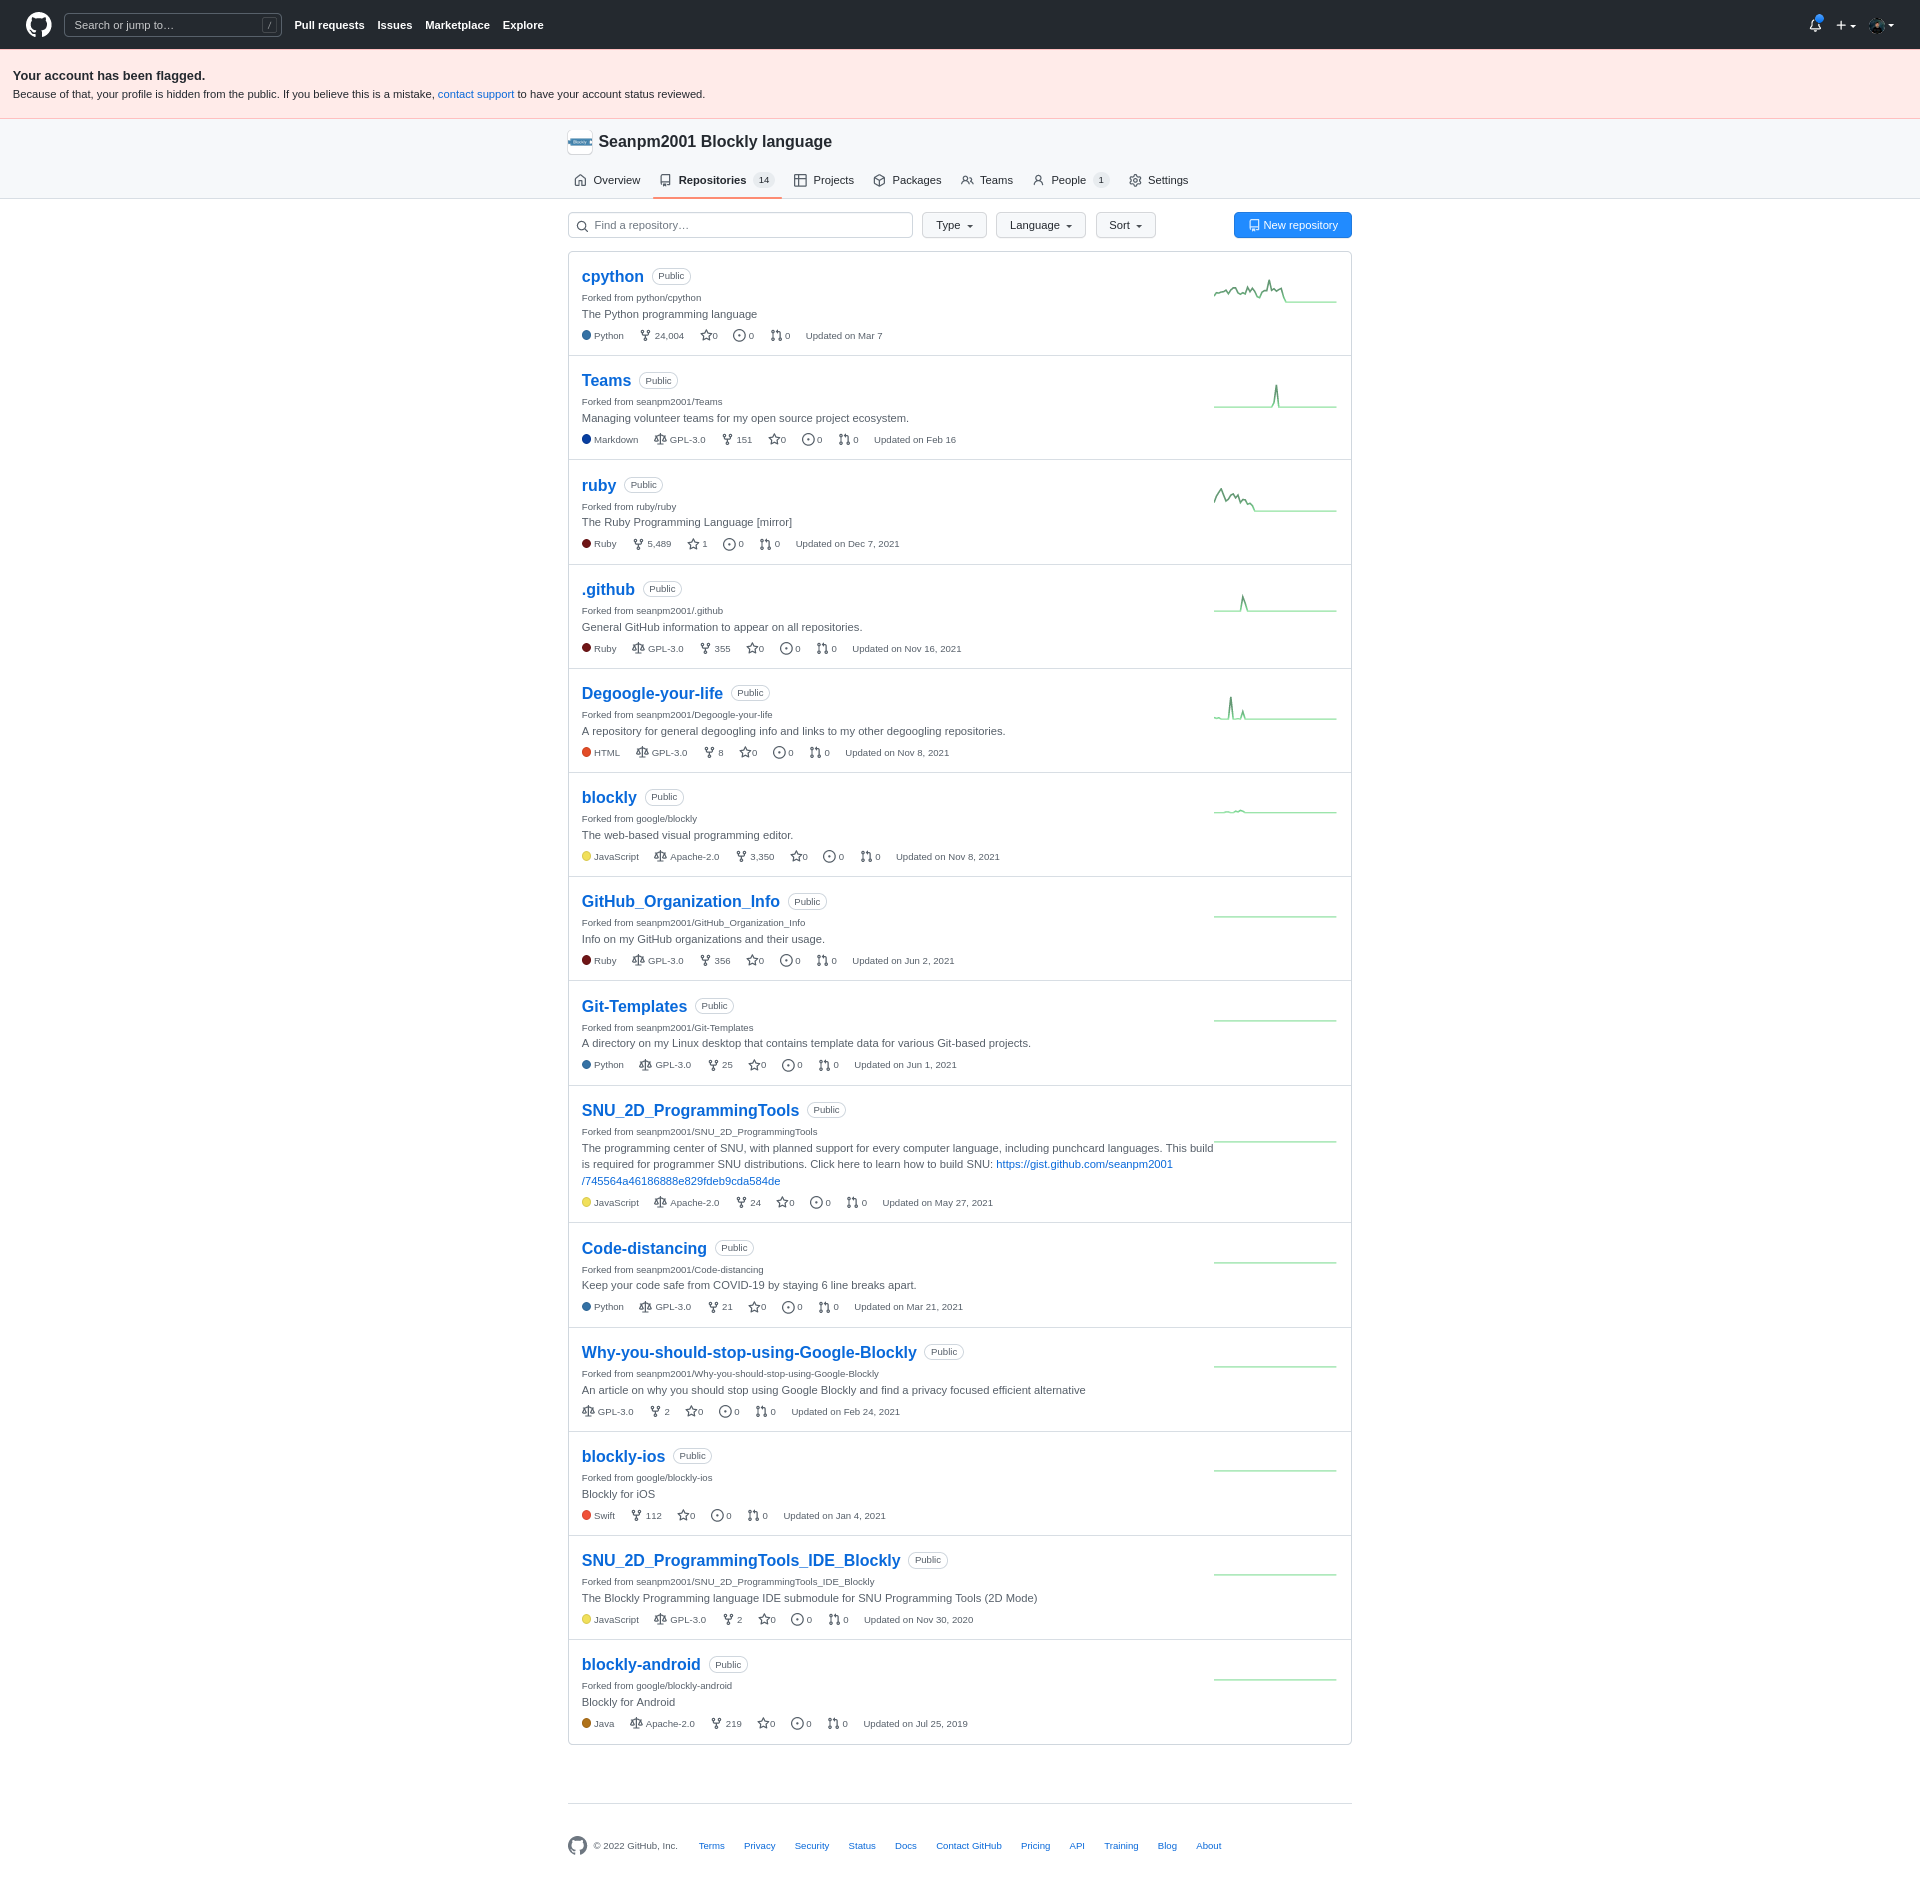 Search or jump to… /
Pull requests Issues Marketplace Explore
Your account has been flagged.
Because of that, your profile is hidden from the public. If you believe this is a mistake, contact support to have your account status reviewed.
Blockly
Seanpm2001 Blockly language
Overview Repositories 14 Projects Packages Teams People 1 Settings
Find a repository… Type Language Sort New repository
cpython Public
Forked from python/cpython
The Python programming language
Python 24,004 0 0 0 Updated on Mar 7
Teams Public
Forked from seanpm2001/Teams
Managing volunteer teams for my open source project ecosystem.
Markdown GPL-3.0 151 0 0 0 Updated on Feb 16
ruby Public
Forked from ruby/ruby
The Ruby Programming Language [mirror]
Ruby 5,489 1 0 0 Updated on Dec 7, 2021
.github Public
Forked from seanpm2001/.github
General GitHub information to appear on all repositories.
Ruby GPL-3.0 355 0 0 0 Updated on Nov 16, 2021
Degoogle-your-life Public
Forked from seanpm2001/Degoogle-your-life
A repository for general degoogling info and links to my other degoogling repositories.
HTML GPL-3.0 8 0 0 0 Updated on Nov 8, 2021
blockly Public
Forked from google/blockly
The web-based visual programming editor.
JavaScript Apache-2.0 3,350 0 0 0 Updated on Nov 8, 2021
GitHub_Organization_Info Public
Forked from seanpm2001/GitHub_Organization_Info
Info on my GitHub organizations and their usage.
Ruby GPL-3.0 356 0 0 0 Updated on Jun 2, 2021
Git-Templates Public
Forked from seanpm2001/Git-Templates
A directory on my Linux desktop that contains template data for various Git-based projects.
Python GPL-3.0 25 0 0 0 Updated on Jun 1, 2021
SNU_2D_ProgrammingTools Public
Forked from seanpm2001/SNU_2D_ProgrammingTools
The programming center of SNU, with planned support for every computer language, including punchcard languages. This build
is required for programmer SNU distributions. Click here to learn how to build SNU: https://gist.github.com/seanpm2001
/745564a46186888e829fdeb9cda584de
JavaScript Apache-2.0 24 0 0 0 Updated on May 27, 2021
Code-distancing Public
Forked from seanpm2001/Code-distancing
Keep your code safe from COVID-19 by staying 6 line breaks apart.
Python GPL-3.0 21 0 0 0 Updated on Mar 21, 2021
Why-you-should-stop-using-Google-Blockly Public
Forked from seanpm2001/Why-you-should-stop-using-Google-Blockly
An article on why you should stop using Google Blockly and find a privacy focused efficient alternative
GPL-3.0 2 0 0 0 Updated on Feb 24, 2021
blockly-ios Public
Forked from google/blockly-ios
Blockly for iOS
Swift 112 0 0 0 Updated on Jan 4, 2021
SNU_2D_ProgrammingTools_IDE_Blockly Public
Forked from seanpm2001/SNU_2D_ProgrammingTools_IDE_Blockly
The Blockly Programming language IDE submodule for SNU Programming Tools (2D Mode)
JavaScript GPL-3.0 2 0 0 0 Updated on Nov 30, 2020
blockly-android Public
Forked from google/blockly-android
Blockly for Android
Java Apache-2.0 219 0 0 0 Updated on Jul 25, 2019
© 2022 GitHub, Inc. Terms Privacy Security Status Docs Contact GitHub Pricing API Training Blog About